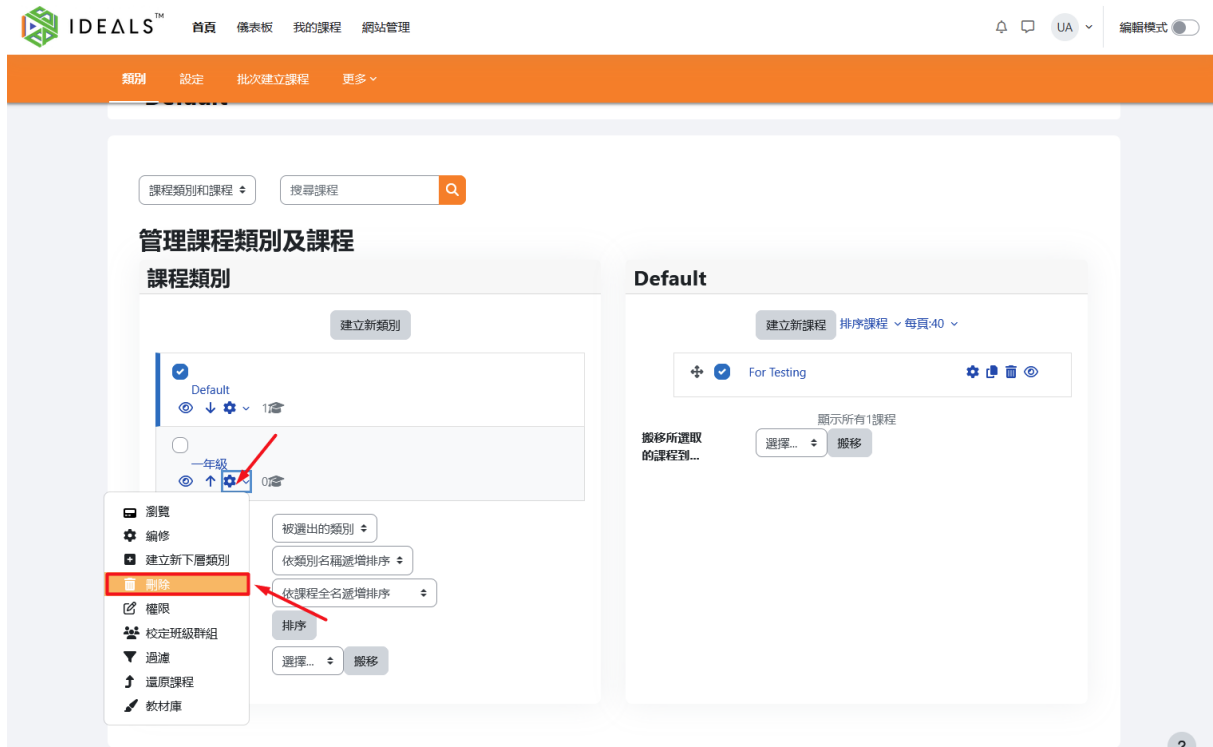 IDEALS™ 首頁 儀表板 我的課程 網站管理 UA 編輯模式
類別 設定 批次建立課程 更多
Default
課程類別和課程 搜尋課程
管理課程類別及課程
課程類別
建立新類別
Default
1
一年級
0
瀏覽
編修
建立新下層類別
刪除
權限
校定班級群組
過濾
還原課程
教材庫
被選出的類別
依類別名稱遞增排序
依課程全名遞增排序
排序
選擇... 搬移
Default
建立新課程 排序課程 每頁:40
For Testing
顯示所有1課程
搬移所選取
的課程到... 選擇... 搬移
?